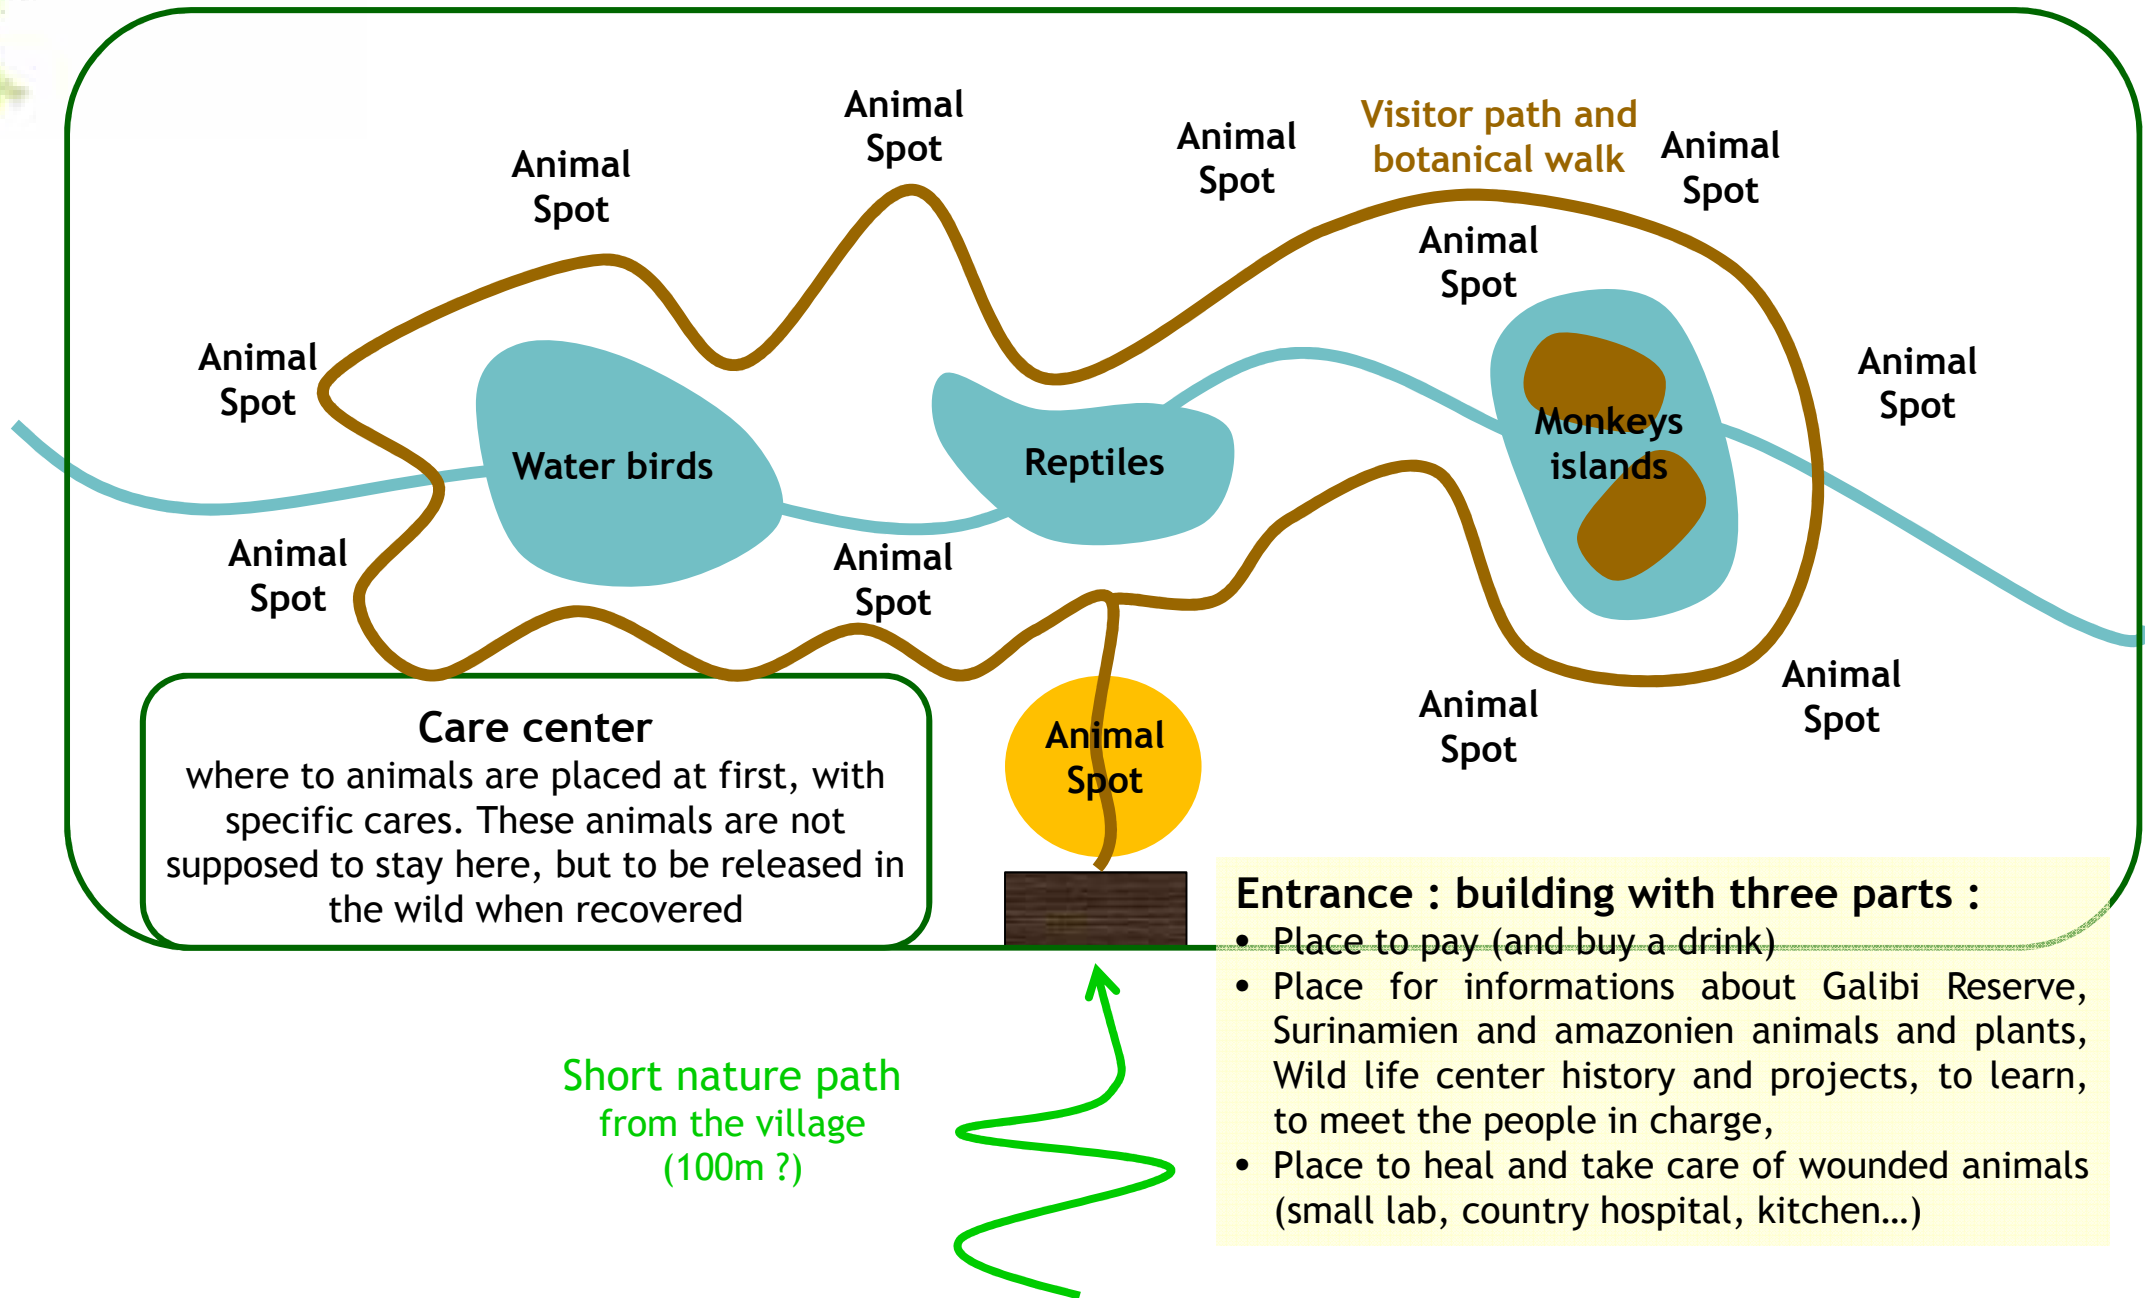 Animal
Spot
Animal
Spot
Animal
Spot
Visitor path and
botanical walk
Animal
Spot
Animal
Spot
Animal
Spot
Animal
Spot
Water birds
Reptiles
Monkeys
islands
Animal
Spot
Animal
Spot
Animal
Spot
Animal
Spot
Animal
Spot
Care center
where to animals are placed at first, with
specific cares. These animals are not
supposed to stay here, but to be released in
the wild when recovered
Animal
Spot
Entrance : building with three parts :
• Place to pay (and buy a drink)
• Place for informations about Galibi Reserve,
Surinamien and amazonien animals and plants,
Wild life center history and projects, to learn,
to meet the people in charge,
• Place to heal and take care of wounded animals
(small lab, country hospital, kitchen…)
Short nature path
from the village
(100m ?)